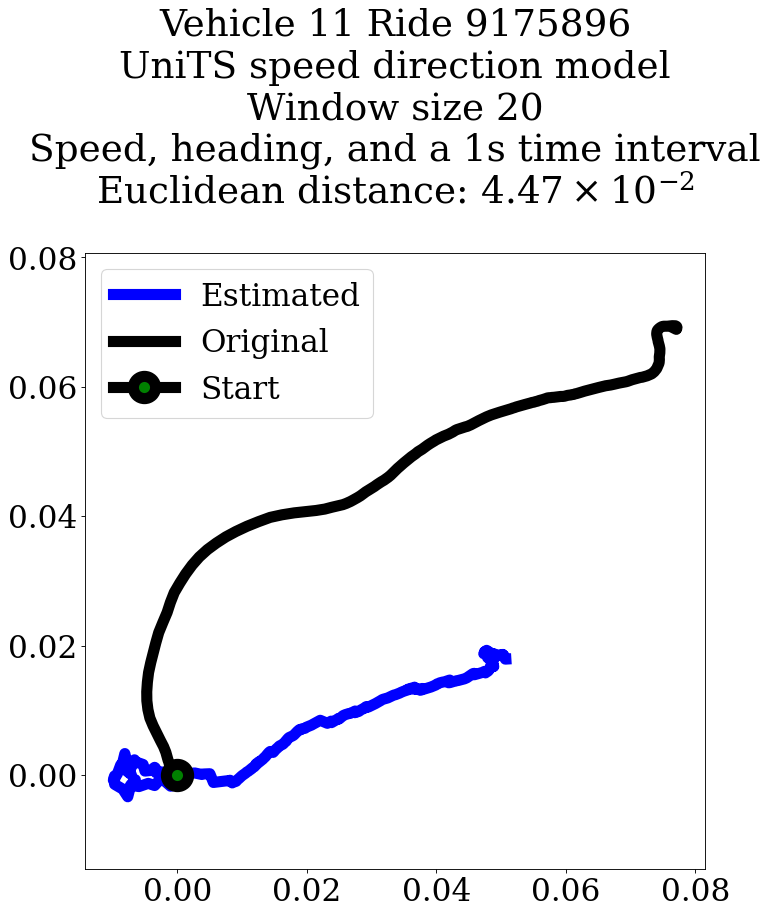 Vehicle 11 Ride 9175896
UniTS speed direction model
Window size 20
Speed, heading, and a 1s time interval
Euclidean distance: 4.47 × 10⁻²
0.08
Estimated
Original
Start
0.06
0.04
0.02
0.00
0.00 0.02 0.04 0.06 0.08